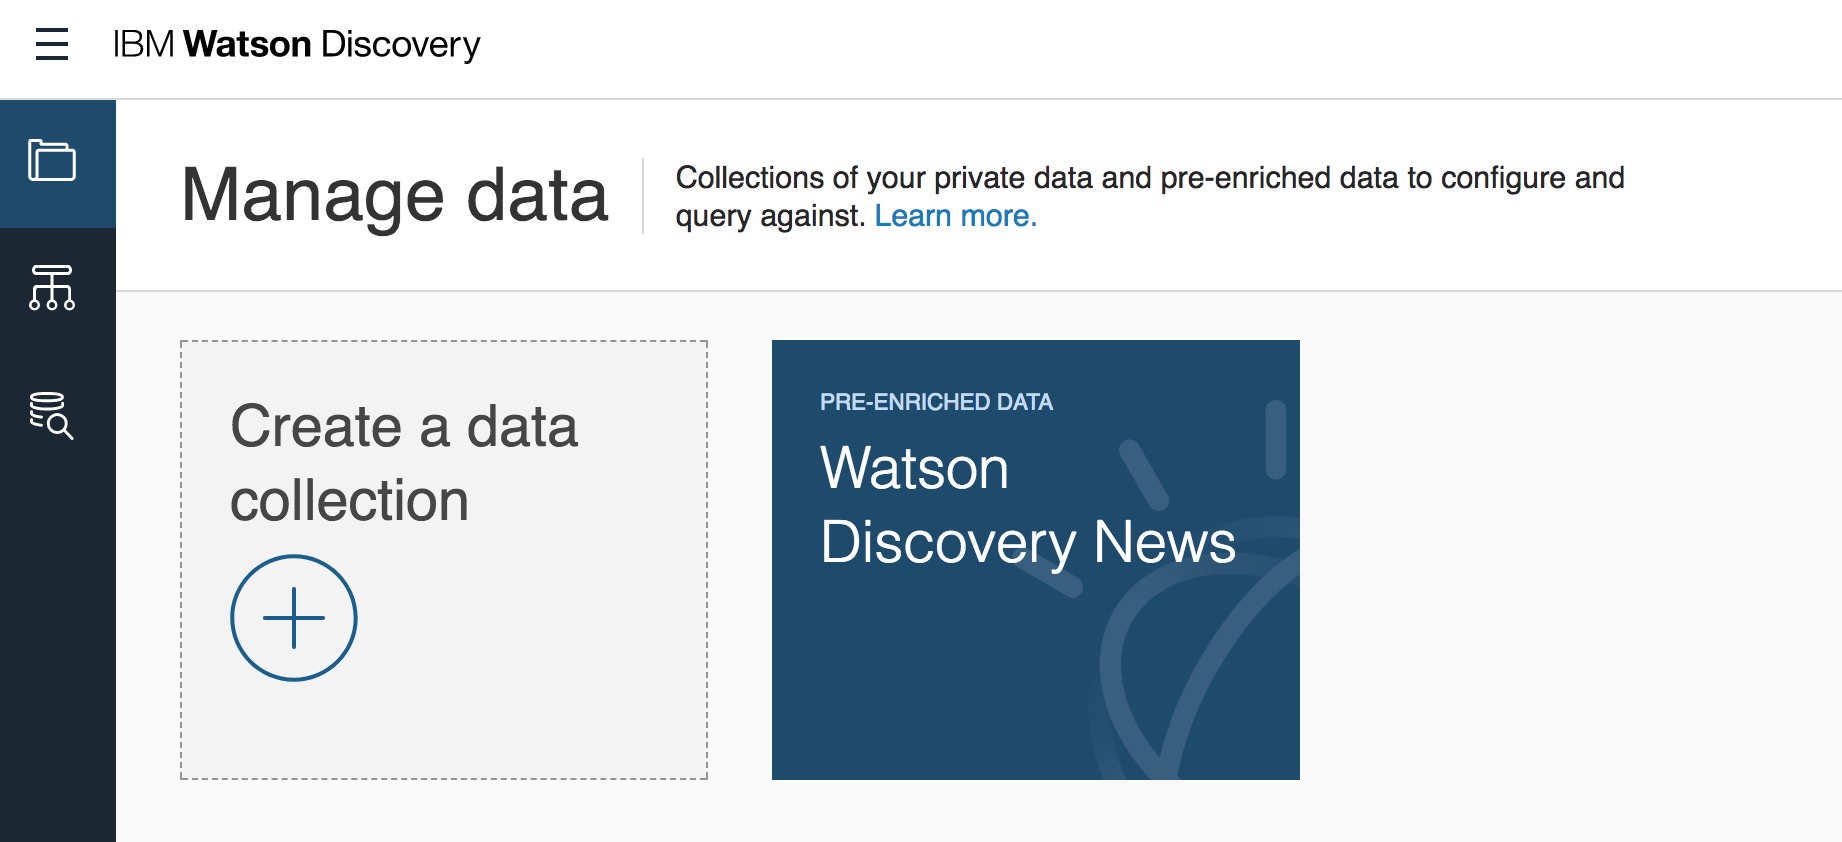 IBM Watson Discovery
Manage data
Collections of your private data and pre-enriched data to configure and
query against. Learn more.
Create a data
collection
PRE-ENRICHED DATA
Watson
Discovery News